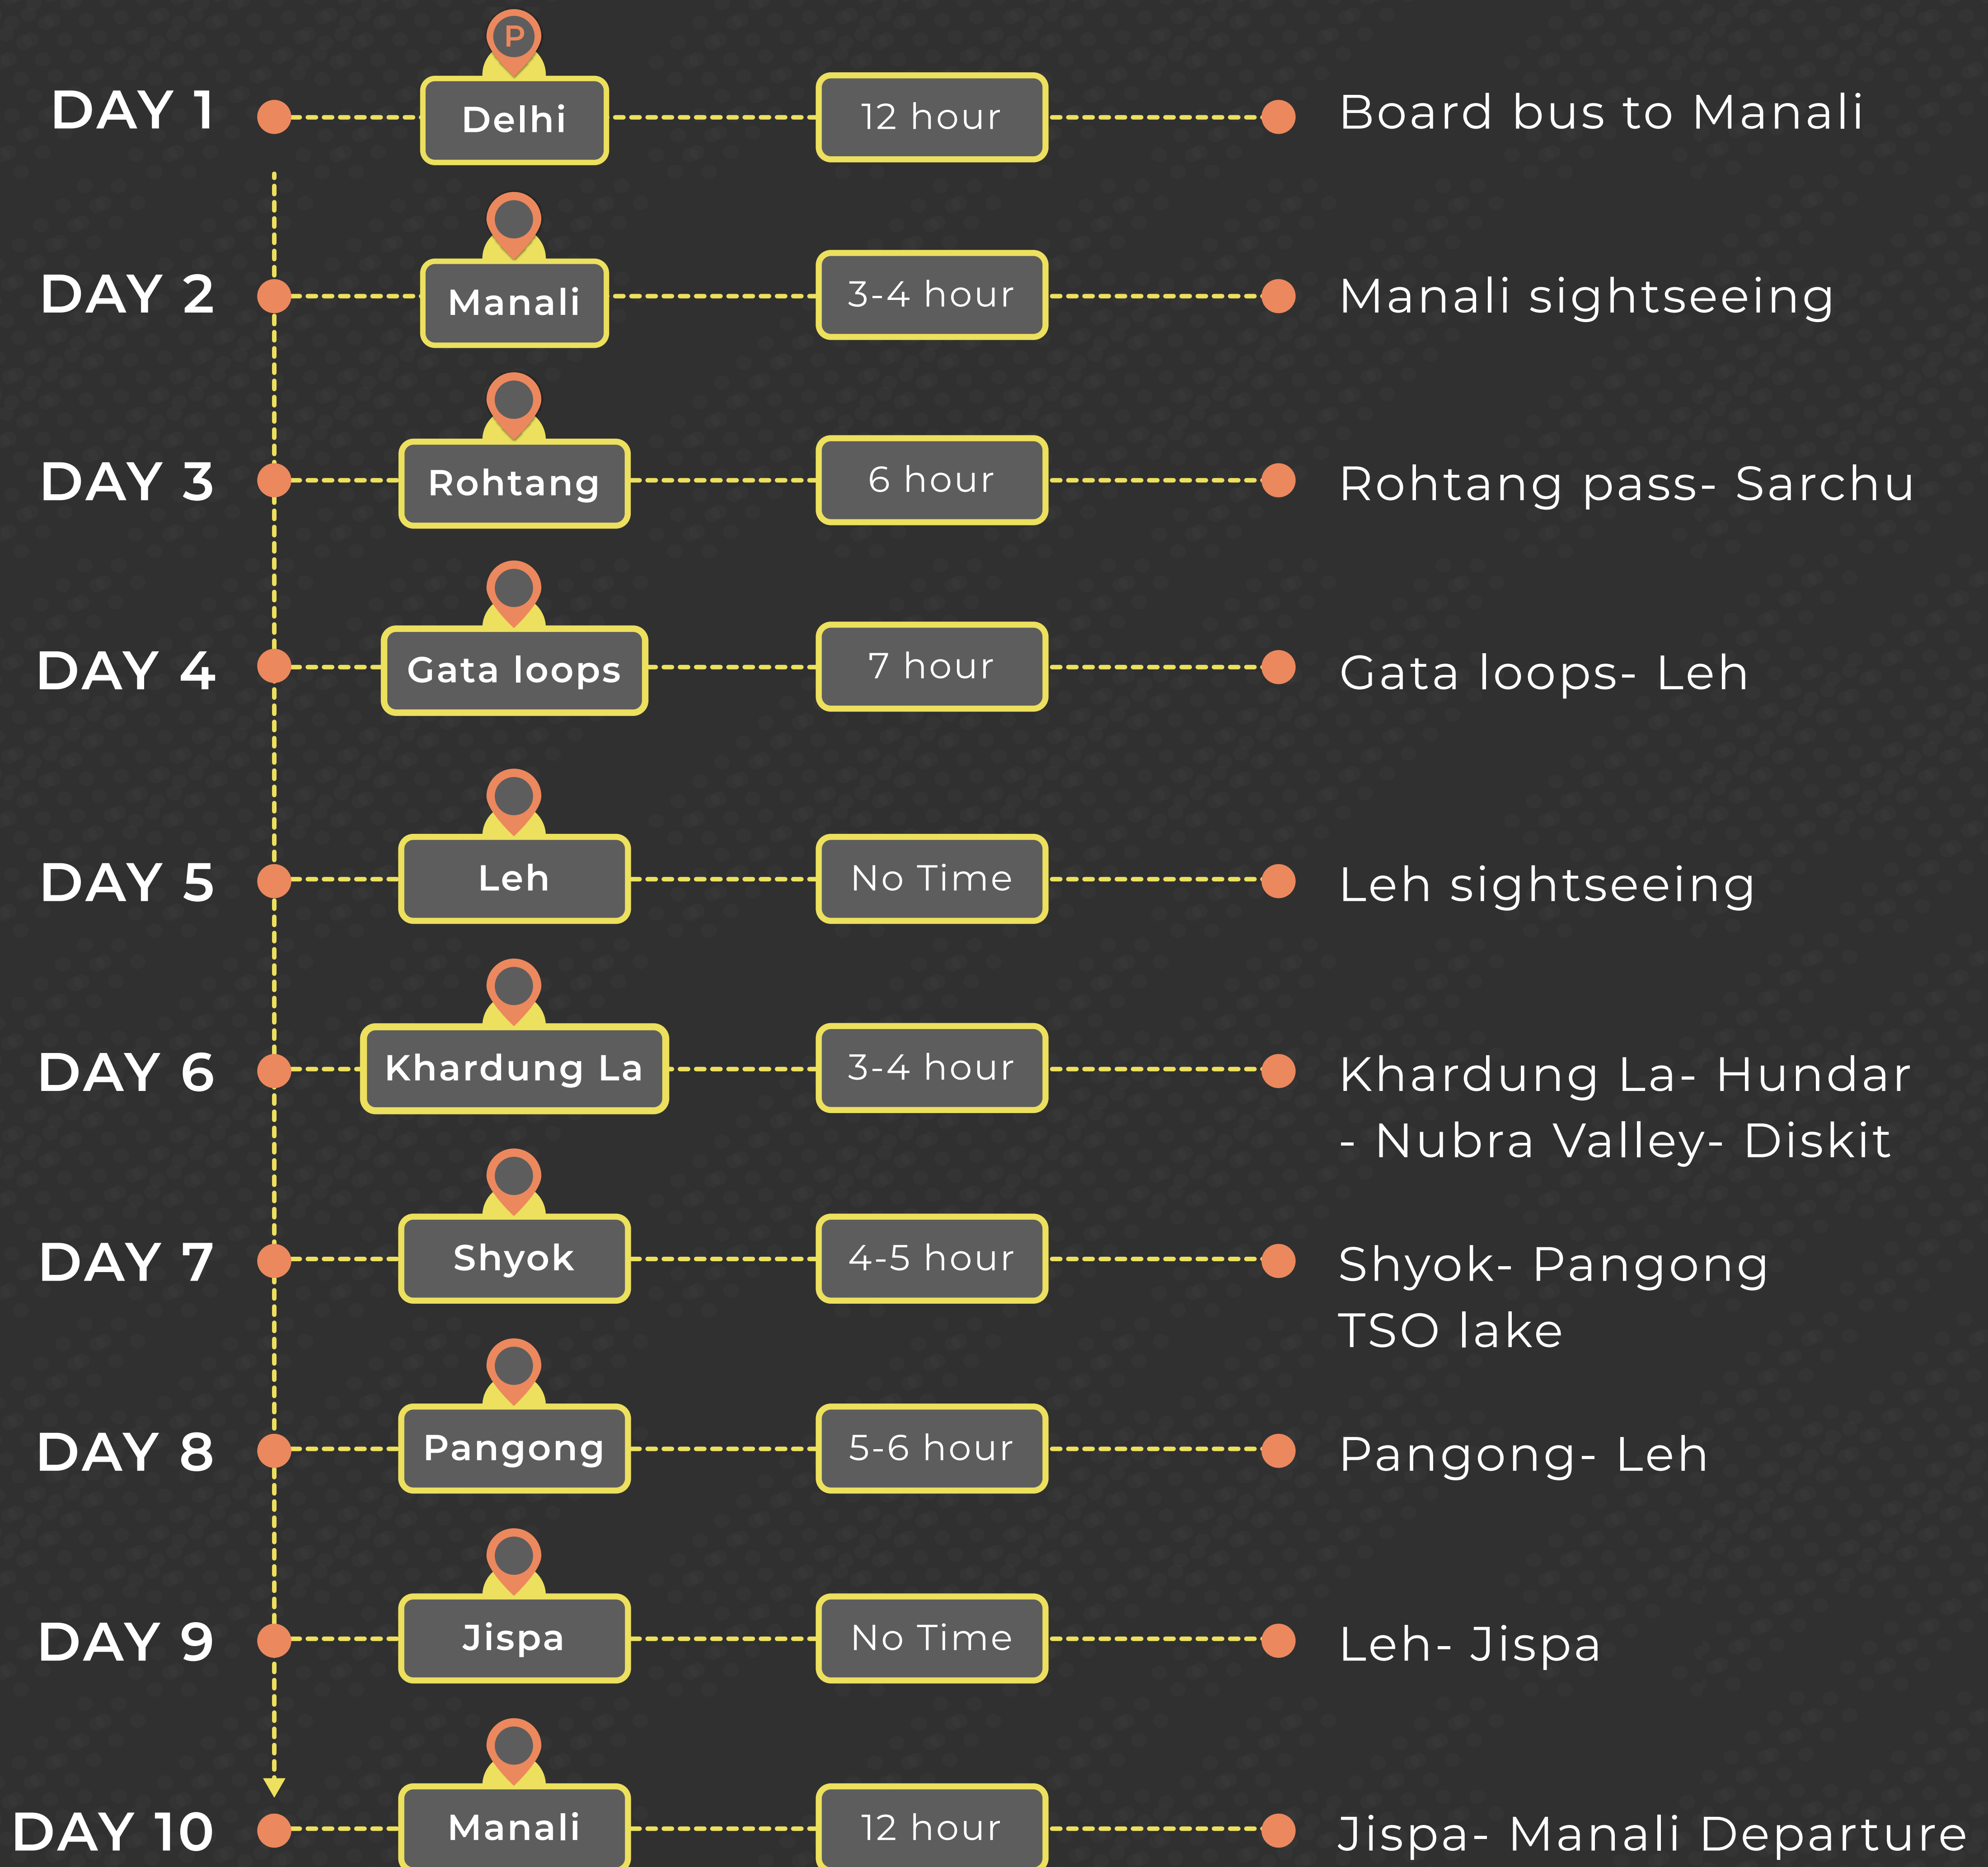 P
DAY 1 Delhi 12 hour Board bus to Manali
DAY 2 Manali 3-4 hour Manali sightseeing
DAY 3 Rohtang 6 hour Rohtang pass- Sarchu
DAY 4 Gata loops 7 hour Gata loops- Leh
DAY 5 Leh No Time Leh sightseeing
DAY 6 Khardung La 3-4 hour Khardung La- Hundar
- Nubra Valley- Diskit
DAY 7 Shyok 4-5 hour Shyok- Pangong
TSO lake
DAY 8 Pangong 5-6 hour Pangong- Leh
DAY 9 Jispa No Time Leh- Jispa
DAY 10 Manali 12 hour Jispa- Manali Departure